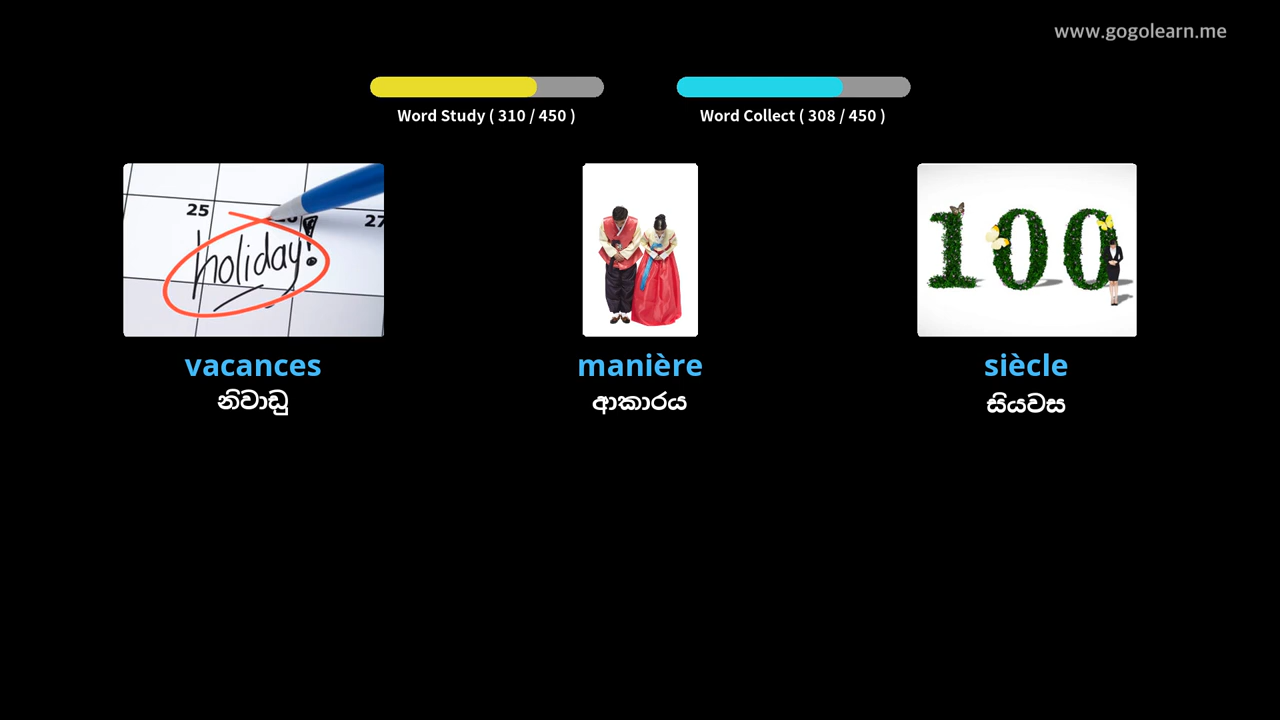 www.gogolearn.me
Word Study ( 310 / 450 )
Word Collect ( 308 / 450 )
25
27
holiday!
vacances
manière
siècle
නිවාඩු
ආකාරය
සියවස
100